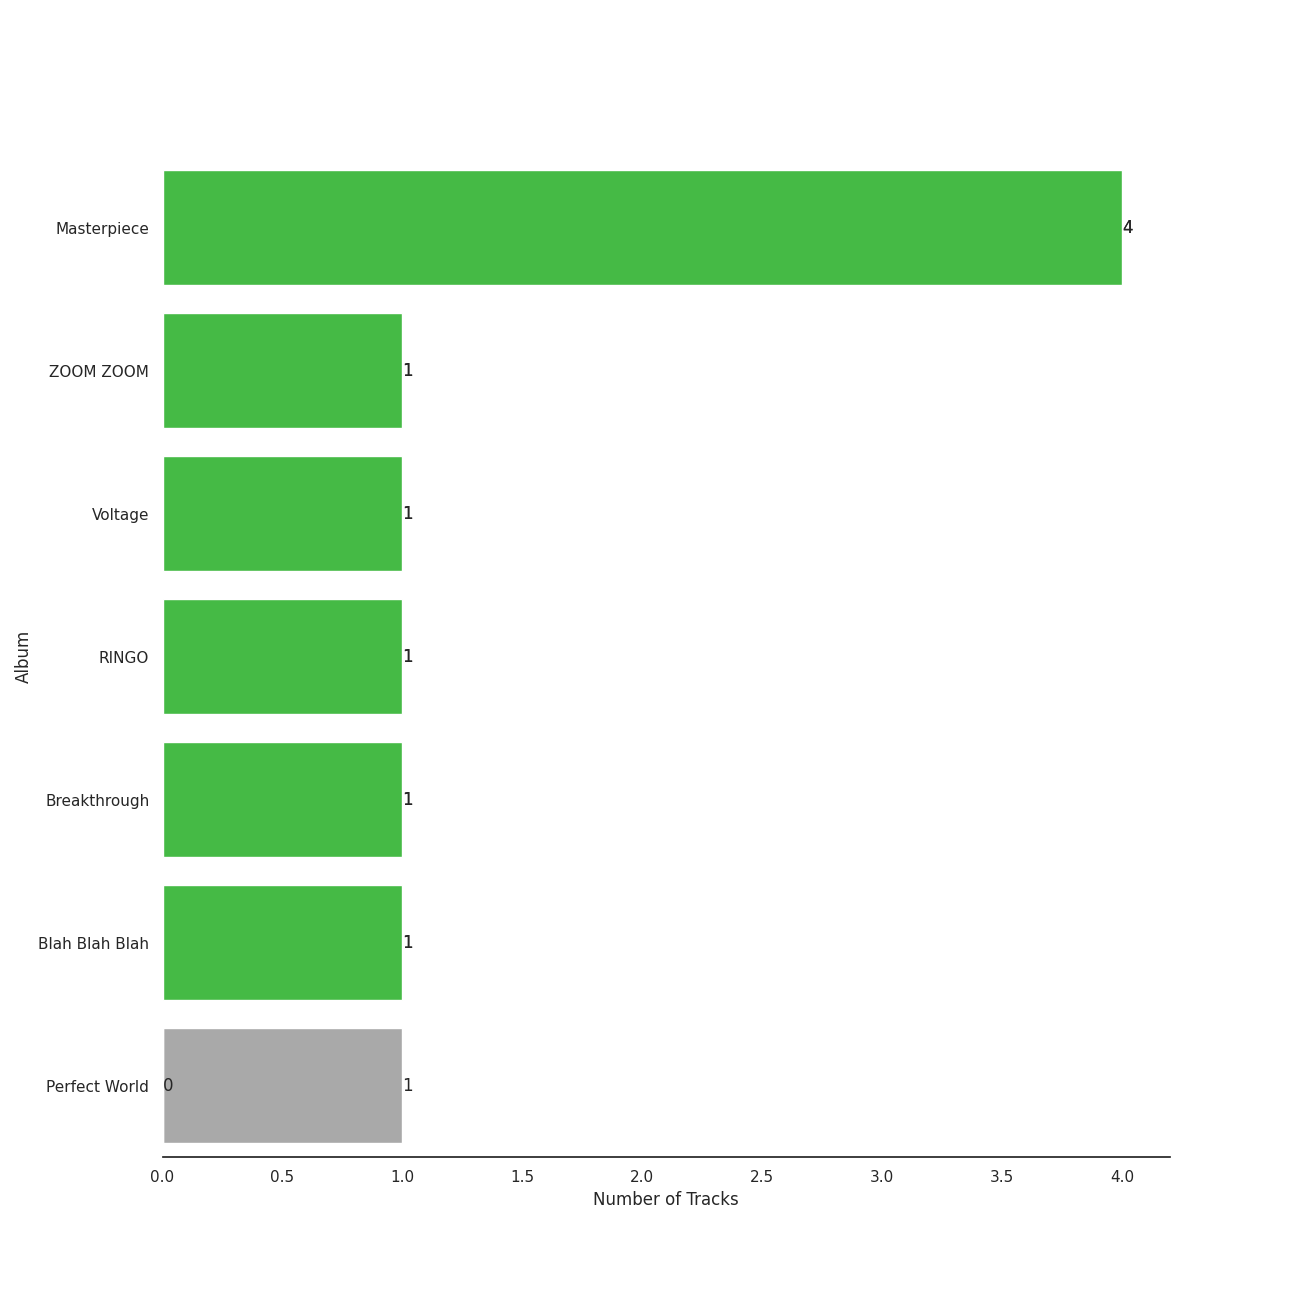 Masterpiece 4
ZOOM ZOOM 1
Voltage 1
RINGO 1
Breakthrough 1
Blah Blah Blah 1
Perfect World 0 1
Album
0.0 0.5 1.0 1.5 2.0 2.5 3.0 3.5 4.0
Number of Tracks